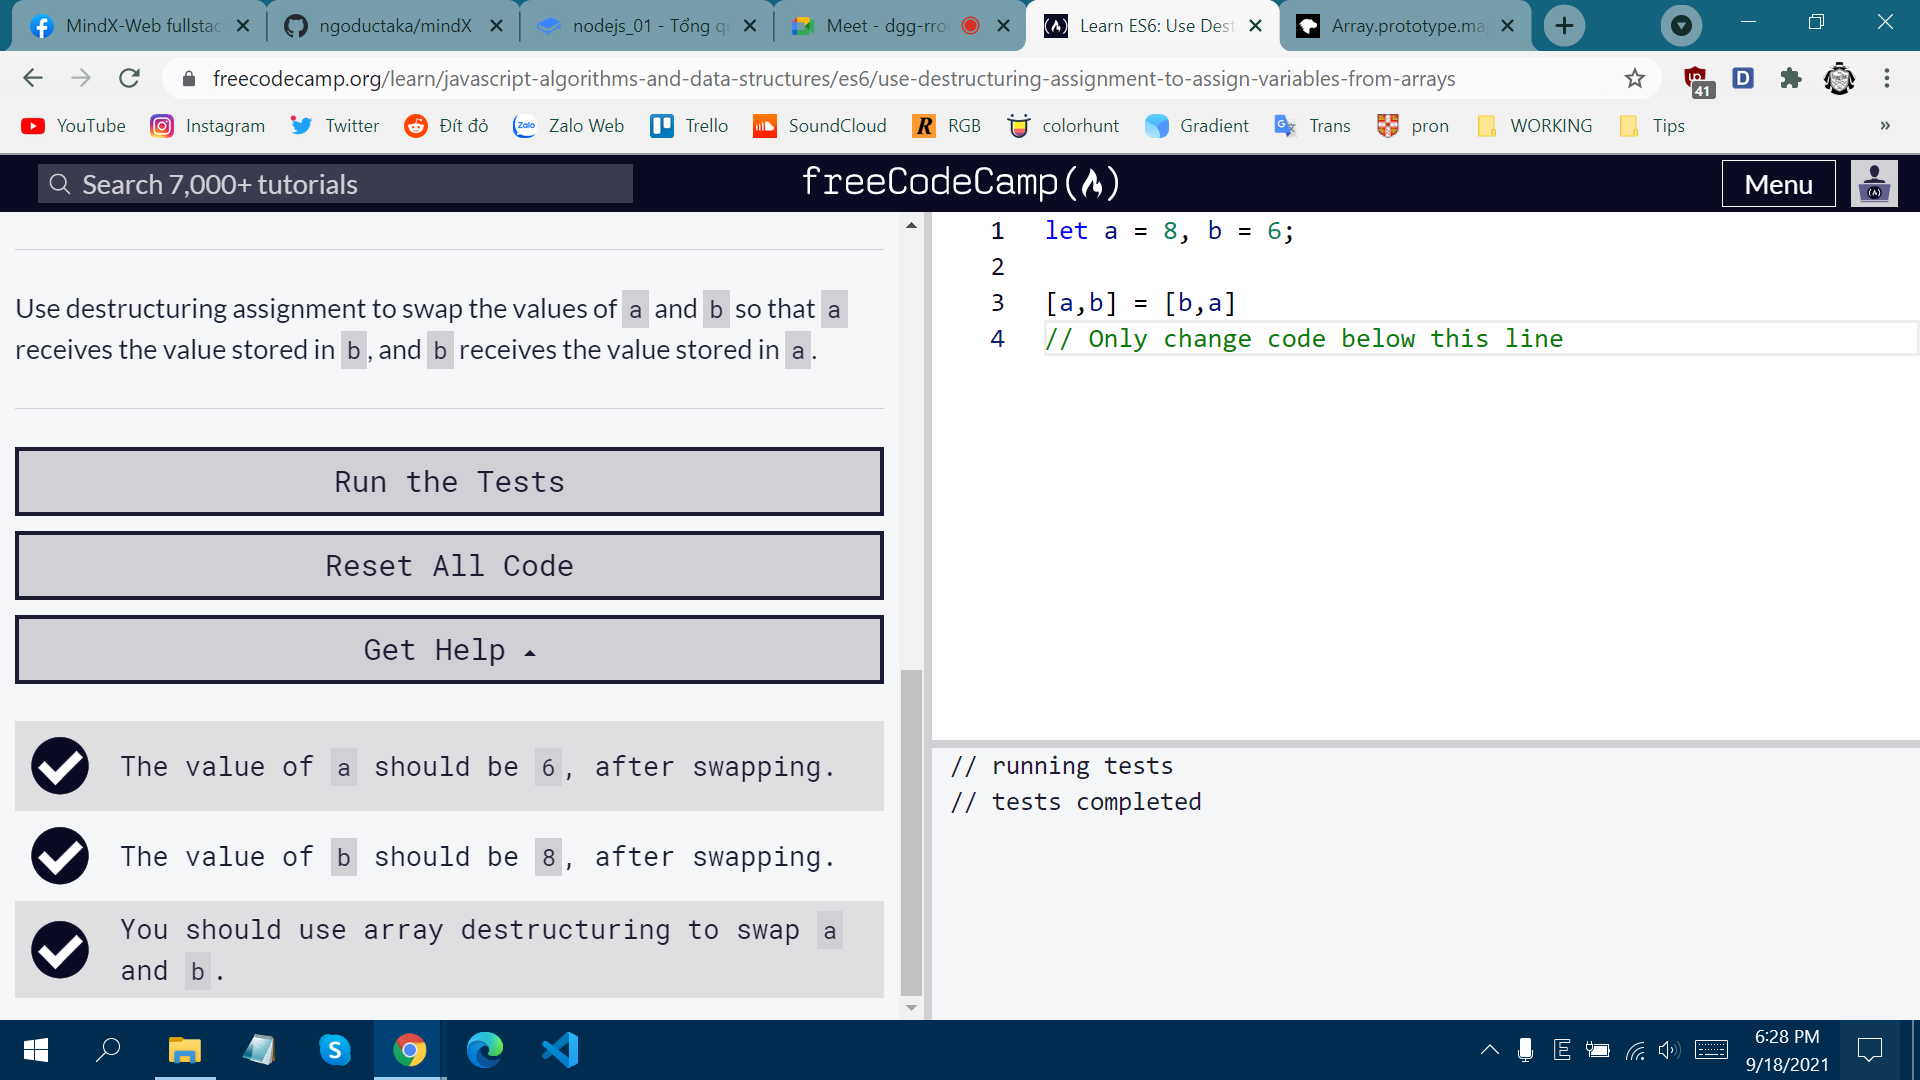 MindX-Web fullstac
ngoductaka/mindX
nodejs_01 - Tổng q
Meet - dgg-rroc
Learn ES6: Use Dest
Array.prototype.ma
freecodecamp.org/learn/javascript-algorithms-and-data-structures/es6/use-destructuring-assignment-to-assign-variables-from-arrays
41
D
YouTube
Instagram
Twitter
Đít đỏ
Zalo
Zalo Web
Trello
SoundCloud
R
RGB
colorhunt
Gradient
Trans
pron
WORKING
Tips
»
Search 7,000+ tutorials
freeCodeCamp
Menu
Use destructuring assignment to swap the values of a and b so that a
receives the value stored in b, and b receives the value stored in a.
Run the Tests
Reset All Code
Get Help
The value of a should be 6, after swapping.
The value of b should be 8, after swapping.
You should use array destructuring to swap a
and b.
1 let a = 8, b = 6;
2
3 [a,b] = [b,a]
4 // Only change code below this line
// running tests
// tests completed
S
E
6:28 PM
9/18/2021